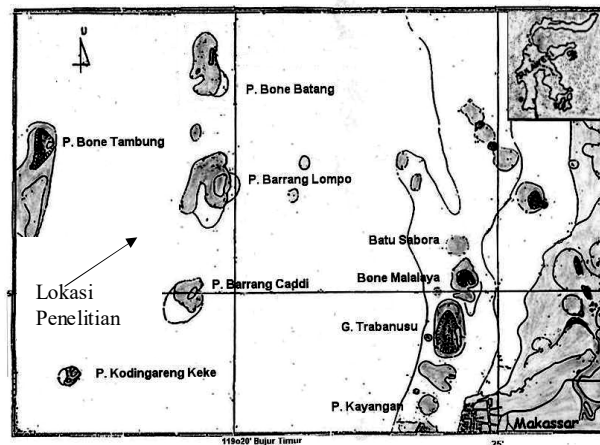 U
P. Bone Batang
P. Bone Tambung
P. Barrang Lompo
Batu Sabora
P. Barrang Caddi
Bone Malalaya
Lokasi
Penelitian
G. Trabanusu
P. Kodingareng Keke
P. Kayangan
Makassar
119o20' Bujur Timur
25'